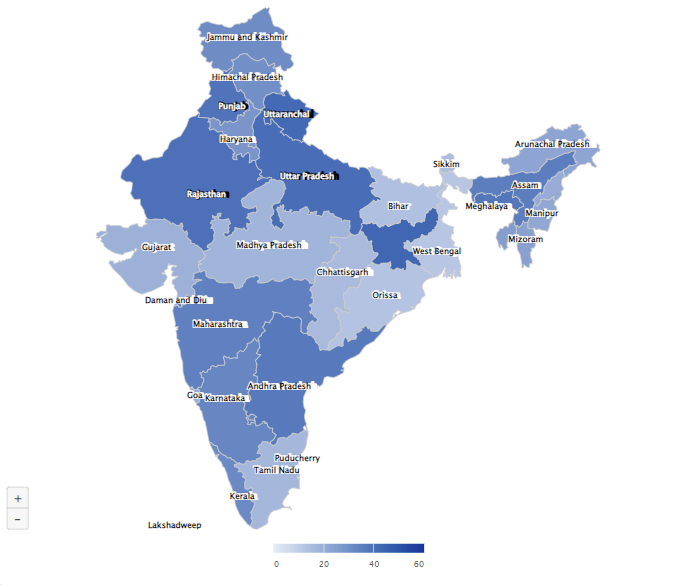 Jammu and Kashmir
Himachal Pradesh
Punjab
Uttaranchal
Haryana
Arunachal Pradesh
Sikkim
Uttar Pradesh
Assam
Rajasthan
Bihar
Meghalaya
Manipur
Mizoram
Gujarat
Madhya Pradesh
West Bengal
Chhattisgarh
Orissa
Daman and Diu
Maharashtra
Andhra Pradesh
Goa
Karnataka
Puducherry
Tamil Nadu
Kerala
+
−
Lakshadweep
0 20 40 60